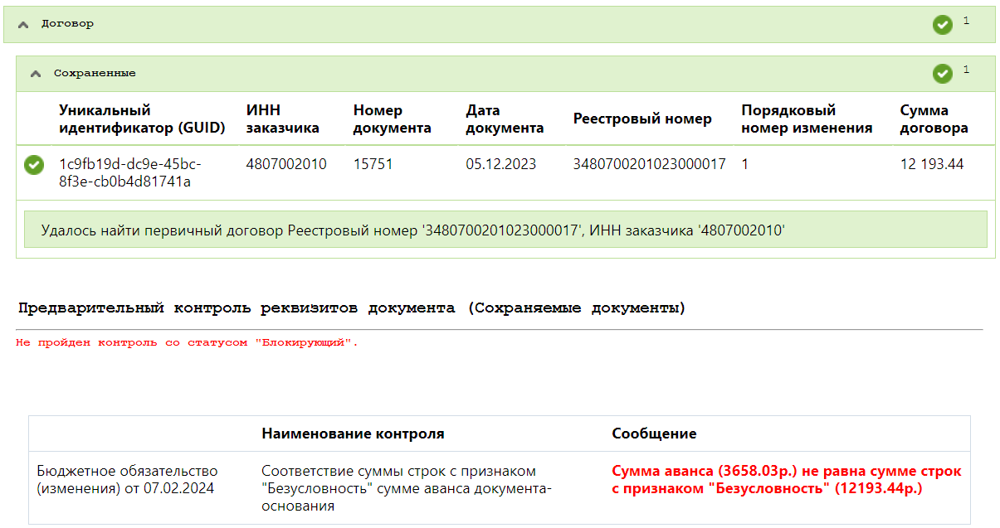 Договор
1
Сохраненные
1
Уникальный идентификатор (GUID)
ИНН заказчика
Номер документа
Дата документа
Реестровый номер
Порядковый номер изменения
Сумма договора
1c9fb19d-dc9e-45bc-
8f3e-cb0b4d81741a
4807002010
15751
05.12.2023
3480700201023000017
1
12 193.44
Удалось найти первичный договор Реестровый номер '3480700201023000017', ИНН заказчика '4807002010'
Предварительный контроль реквизитов документа (Сохраняемые документы)
Не пройден контроль со статусом "Блокирующий".
Наименование контроля
Сообщение
Бюджетное обязательство
(изменения) от 07.02.2024
Соответствие суммы строк с признаком
"Безусловность" сумме аванса документа-
основания
Сумма аванса (3658.03р.) не равна сумме строк
с признаком "Безусловность" (12193.44р.)